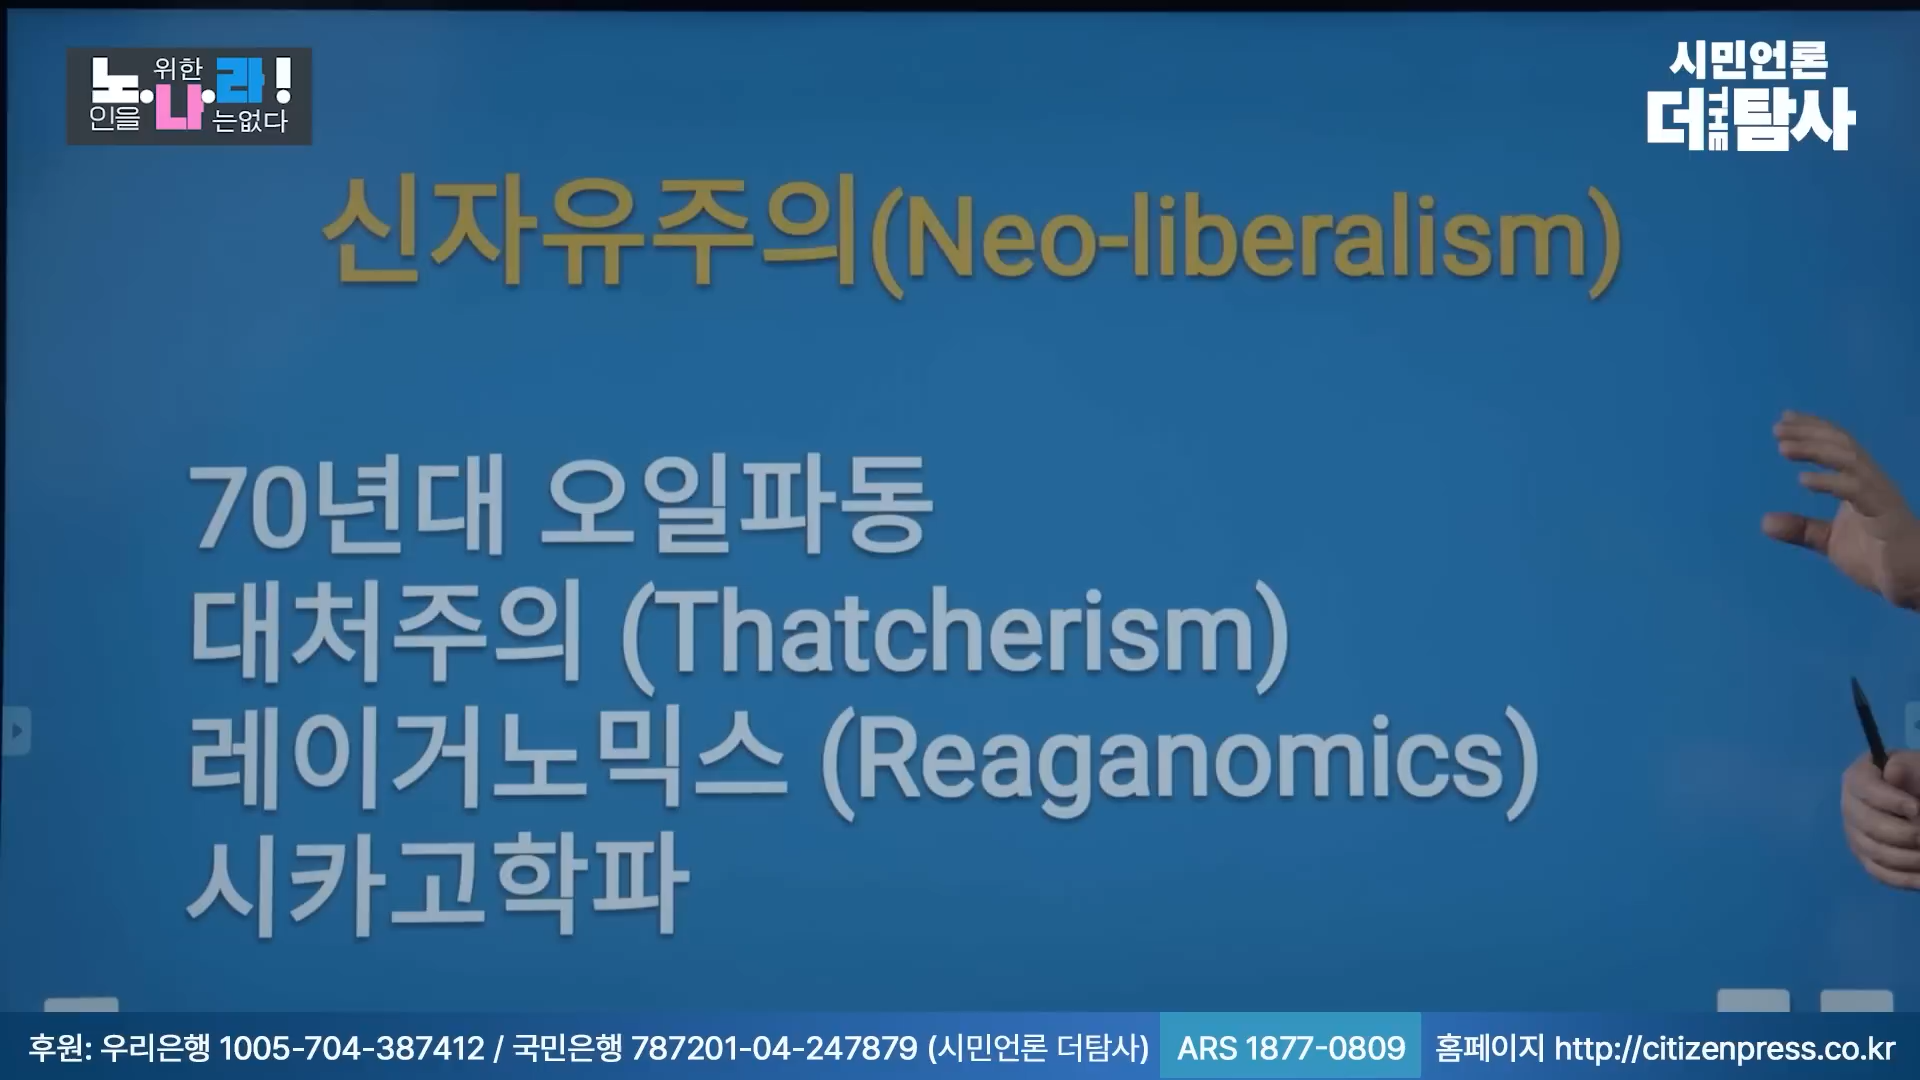 노.
위한
나.
라!
인을
는없다
시민언론
더탐사
신자유주의(Neo-liberalism)
70년대 오일파동
대처주의 (Thatcherism)
레이거노믹스 (Reaganomics)
시카고학파
후원: 우리은행 1005-704-387412 / 국민은행 787201-04-247879 (시민언론 더탐사) ARS 1877-0809 홈페이지 http://citizenpress.co.kr